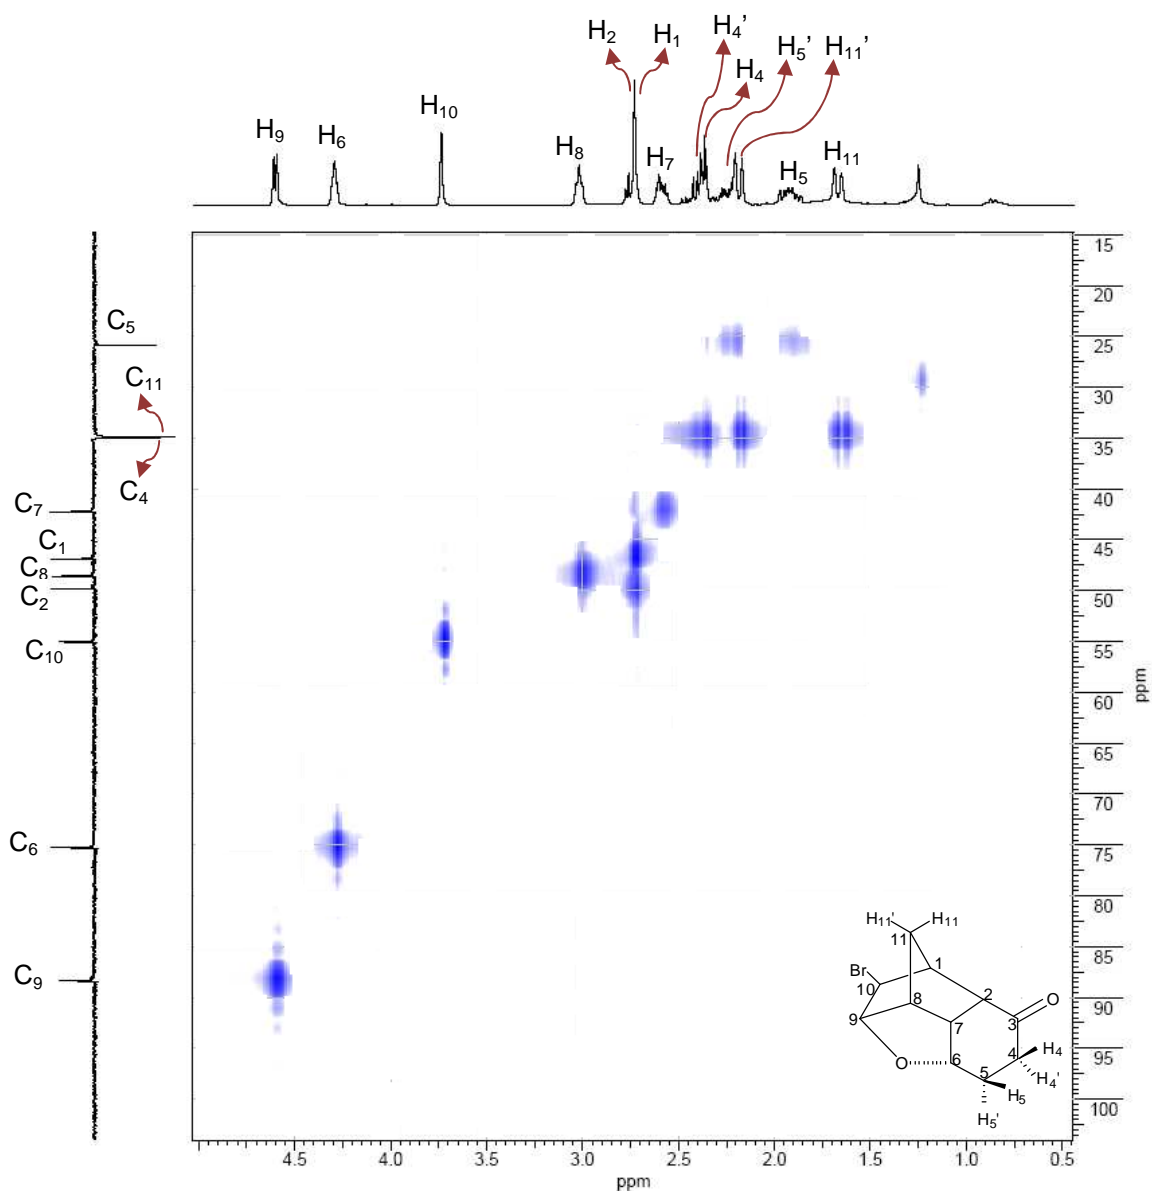 H₂ H₁ H₄' H₄ H₅' H₁₁'
H₉ H₆ H₁₀ H₈ H₇ H₅ H₁₁
C₅
C₁₁
C₄
C₇
C₁
C₈
C₂
C₁₀
C₆
C₉
15
20
25
30
35
40
45
50
55
60
65
70
75
80
85
90
95
100
ppm
H₁₁' H₁₁
11
Br 1
10 2 O
8 3
9 7
4 H₄
O 6 H₄'
5 H₅
H₅'
4.5 4.0 3.5 3.0 2.5 2.0 1.5 1.0 0.5
ppm